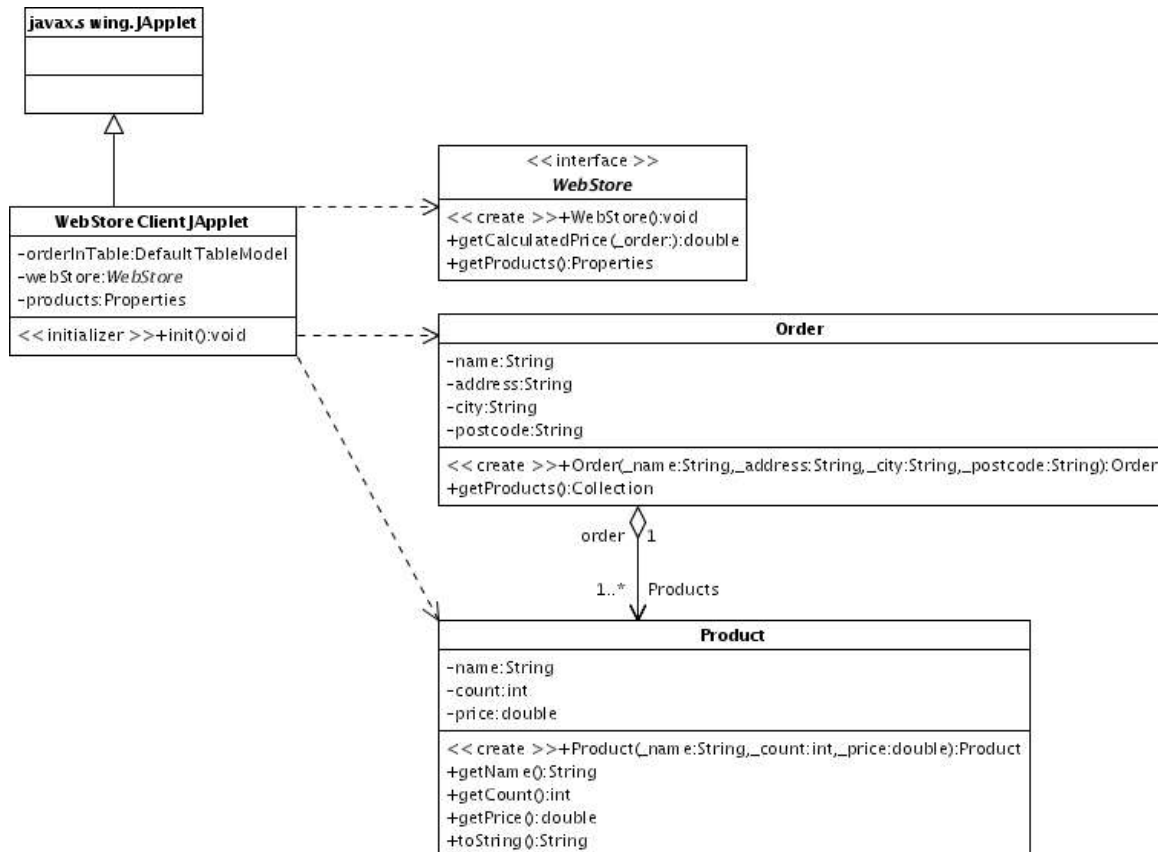 javax.swing.JApplet
<< interface >>
WebStore
<< create >>+WebStore():void
+getCalculatedPrice(_order:):double
+getProducts():Properties
WebStoreClientJApplet
-orderInTable:DefaultTableModel
-webStore:WebStore
-products:Properties
<< initializer >>+init():void
Order
-name:String
-address:String
-city:String
-postcode:String
<< create >>+Order(_name:String,_address:String,_city:String,_postcode:String):Order
+getProducts():Collection
order 1
1..* Products
Product
-name:String
-count:int
-price:double
<< create >>+Product(_name:String,_count:int,_price:double):Product
+getName():String
+getCount():int
+getPrice():double
+toString():String